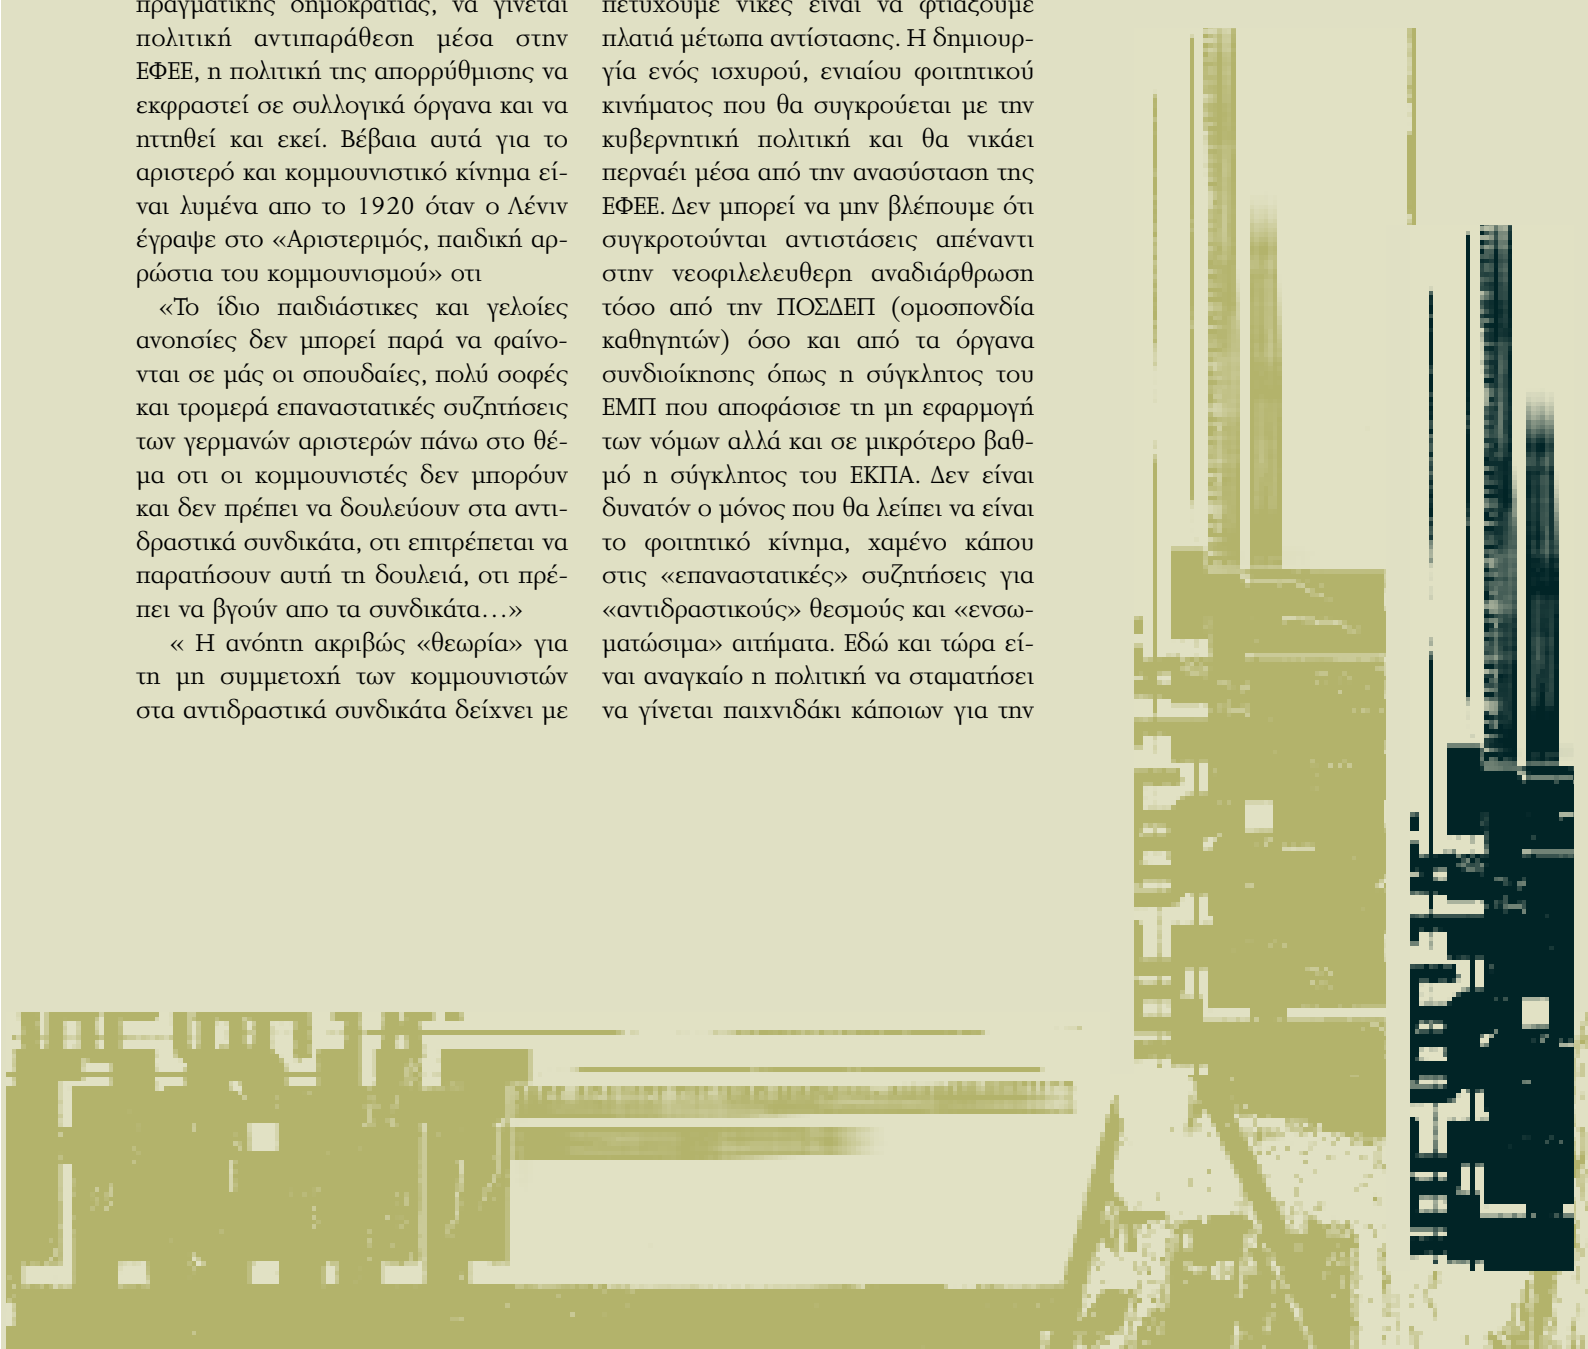 πραγματικής δημοκρατίας, να γίνεται
πολιτική αντιπαράθεση μέσα στην
ΕΦΕΕ, η πολιτική της απορρύθμισης να
εκφραστεί σε συλλογικά όργανα και να
ηττηθεί και εκεί. Βέβαια αυτά για το
αριστερό και κομμουνιστικό κίνημα εί-
ναι λυμένα απο το 1920 όταν ο Λένιν
έγραψε στο «Αριστεριμός, παιδική αρ-
ρώστια του κομμουνισμού» οτι
«Το ίδιο παιδιάστικες και γελοίες
ανοησίες δεν μπορεί παρά να φαίνο-
νται σε μάς οι σπουδαίες, πολύ σοφές
και τρομερά επαναστατικές συζητήσεις
των γερμανών αριστερών πάνω στο θέ-
μα οτι οι κομμουνιστές δεν μπορόυν
και δεν πρέπει να δουλεύουν στα αντι-
δραστικά συνδικάτα, οτι επιτρέπεται να
παρατήσουν αυτή τη δουλειά, οτι πρέ-
πει να βγούν απο τα συνδικάτα…»
« Η ανόητη ακριβώς «θεωρία» για
τη μη συμμετοχή των κομμουνιστών
στα αντιδραστικά συνδικάτα δείχνει με
πετύχουμε νίκες είναι να φτιάξουμε
πλατιά μέτωπα αντίστασης. Η δημιουρ-
γία ενός ισχυρού, ενιαίου φοιτητικού
κινήματος που θα συγκρούεται με την
κυβερνητική πολιτική και θα νικάει
περναέι μέσα από την ανασύσταση της
ΕΦΕΕ. Δεν μπορεί να μην βλέπουμε ότι
συγκροτούνται αντιστάσεις απέναντι
στην νεοφιλελευθερη αναδιάρθρωση
τόσο από την ΠΟΣΔΕΠ (ομοσπονδία
καθηγητών) όσο και από τα όργανα
συνδιοίκησης όπως η σύγκλητος του
ΕΜΠ που αποφάσισε τη μη εφαρμογή
των νόμων αλλά και σε μικρότερο βαθ-
μό η σύγκλητος του ΕΚΠΑ. Δεν είναι
δυνατόν ο μόνος που θα λείπει να είναι
το φοιτητικό κίνημα, χαμένο κάπου
στις «επαναστατικές» συζητήσεις για
«αντιδραστικούς» θεσμούς και «ενσω-
ματώσιμα» αιτήματα. Εδώ και τώρα εί-
ναι αναγκαίο η πολιτική να σταματήσει
να γίνεται παιχνιδάκι κάποιων για την